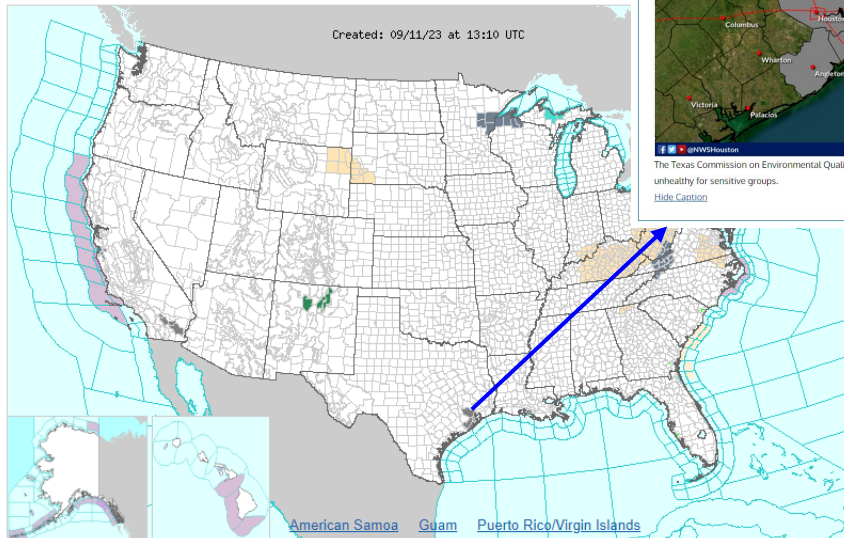 Created: 09/11/23 at 13:10 UTC
Houston
Columbus
Wharton
Angleton
Victoria
Palacios
@NWSHouston
The Texas Commission on Environmental Quali
unhealthy for sensitive groups.
Hide Caption
American Samoa Guam Puerto Rico/Virgin Islands